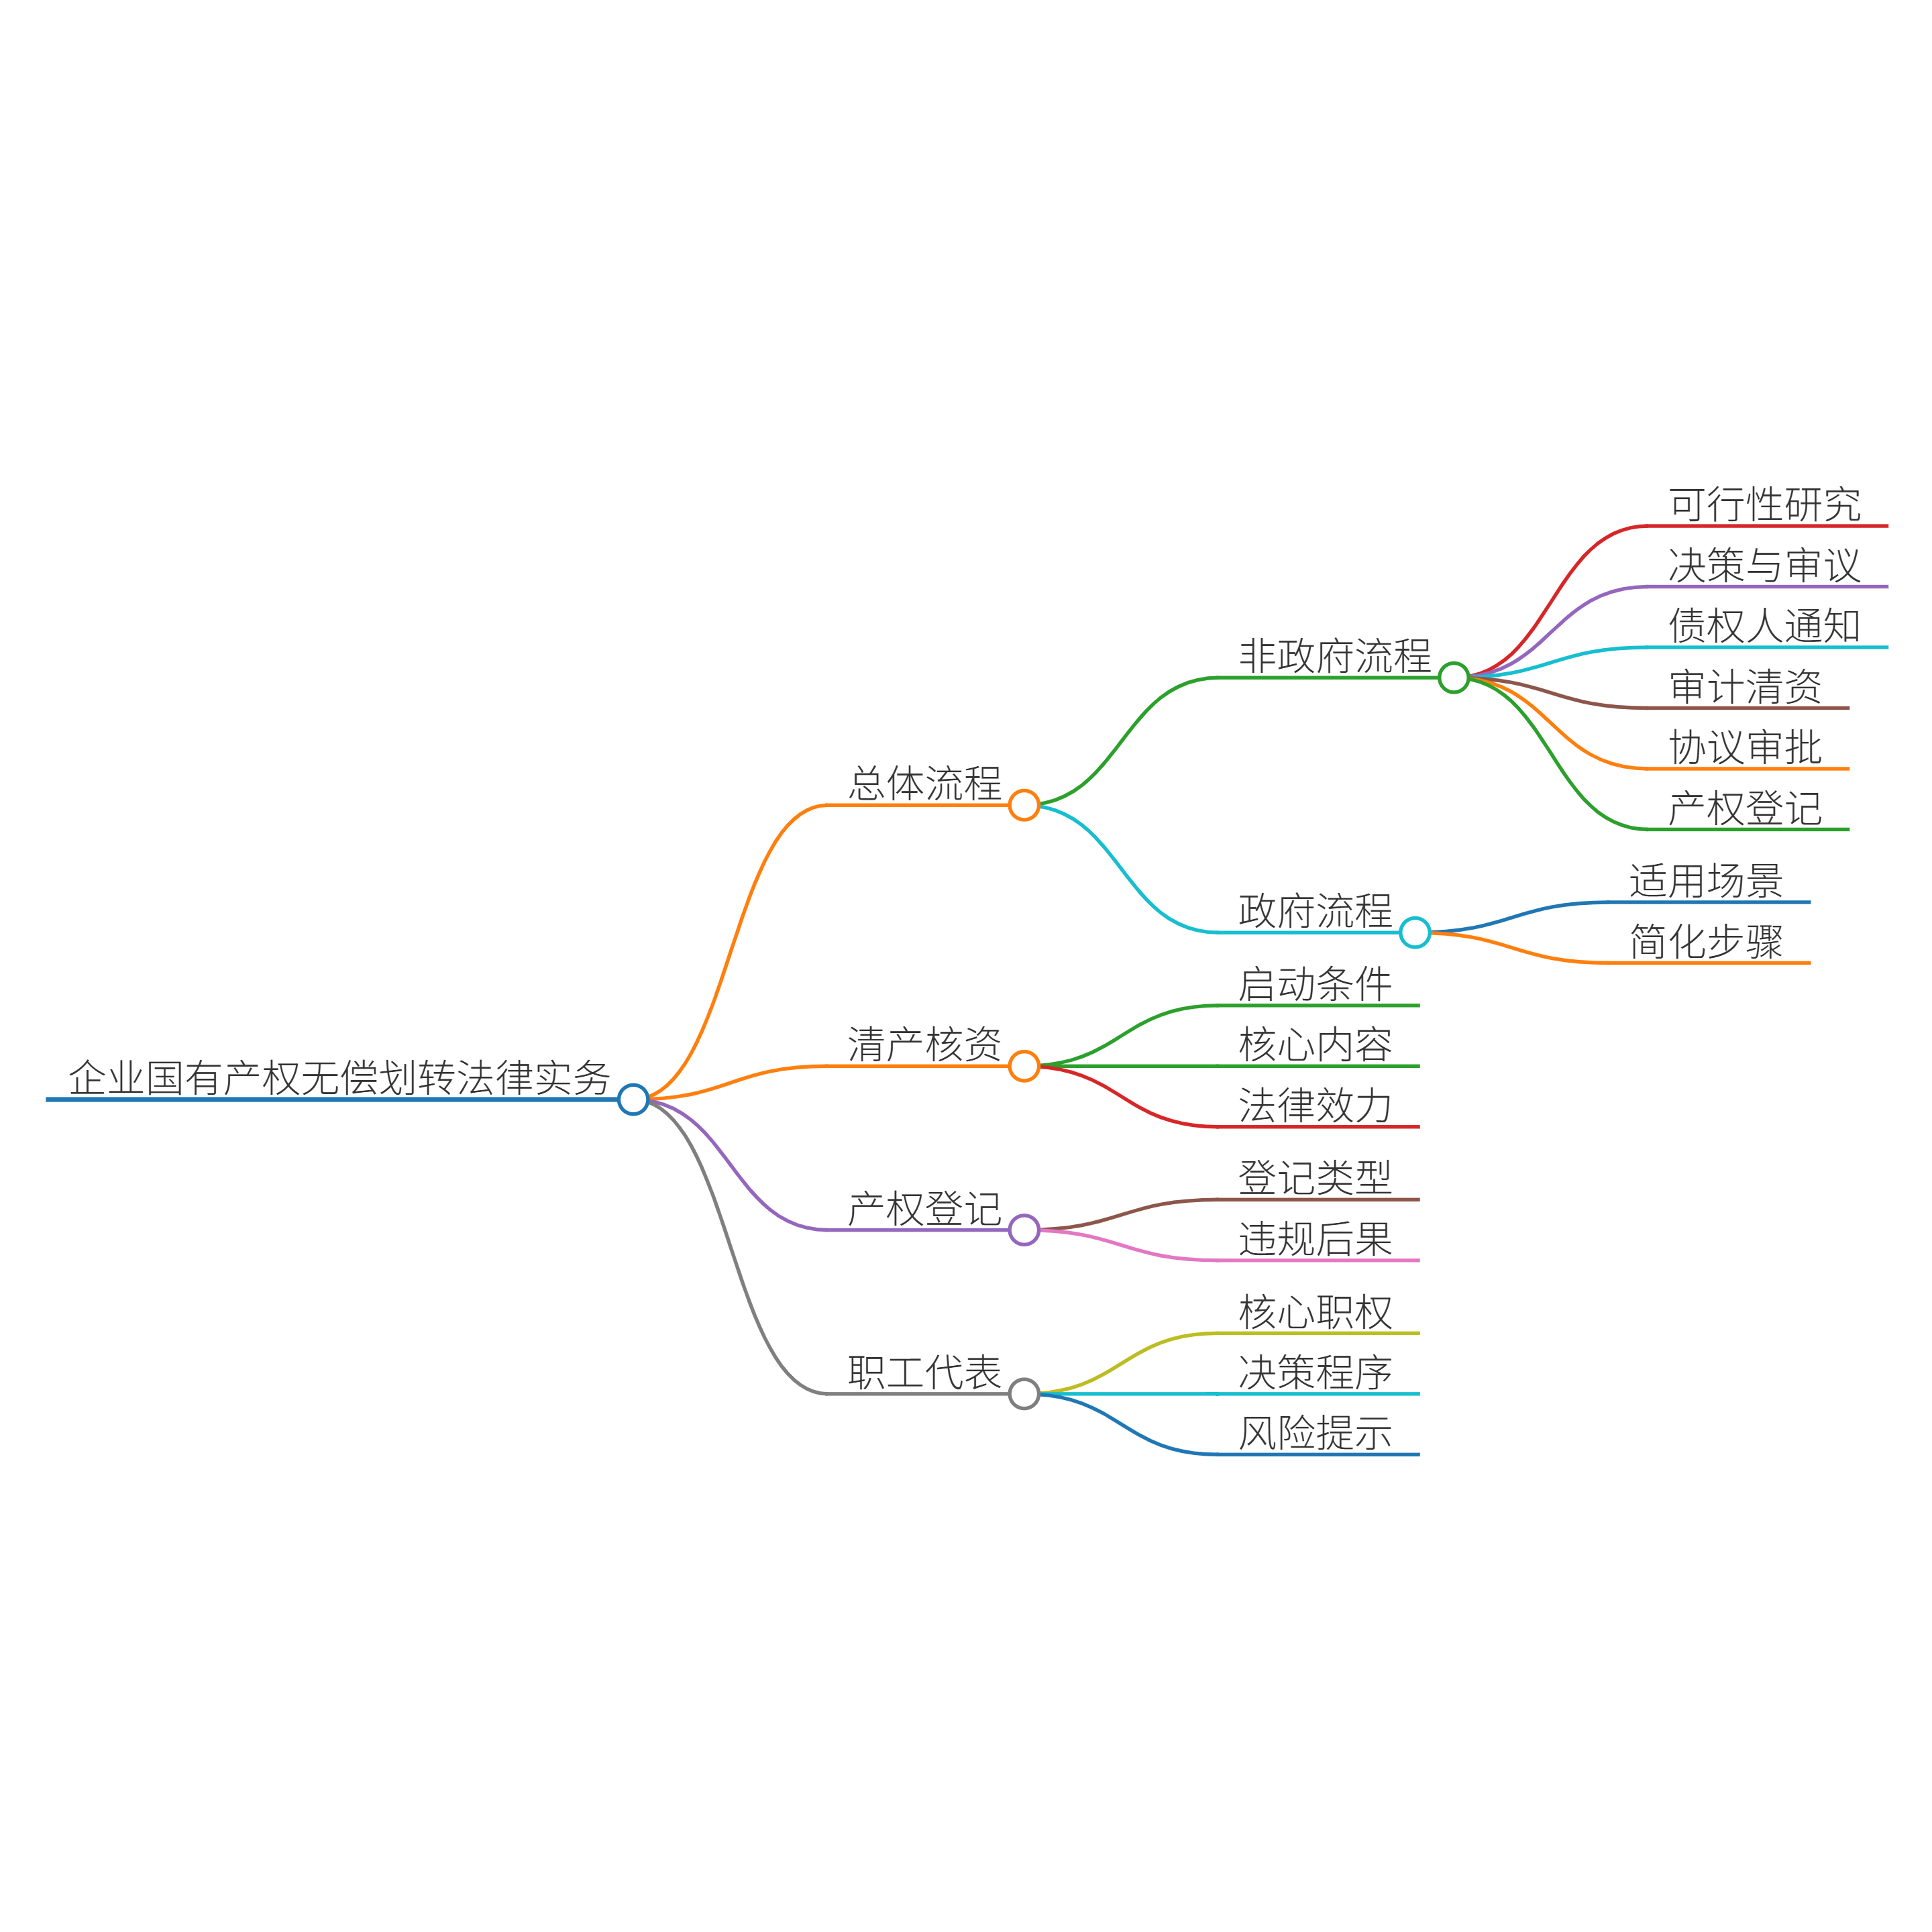 企业国有产权无偿划转法律实务
总体流程
非政府流程
可行性研究
决策与审议
债权人通知
审计清资
协议审批
产权登记
政府流程
适用场景
简化步骤
清产核资
启动条件
核心内容
法律效力
产权登记
登记类型
违规后果
职工代表
核心职权
决策程序
风险提示